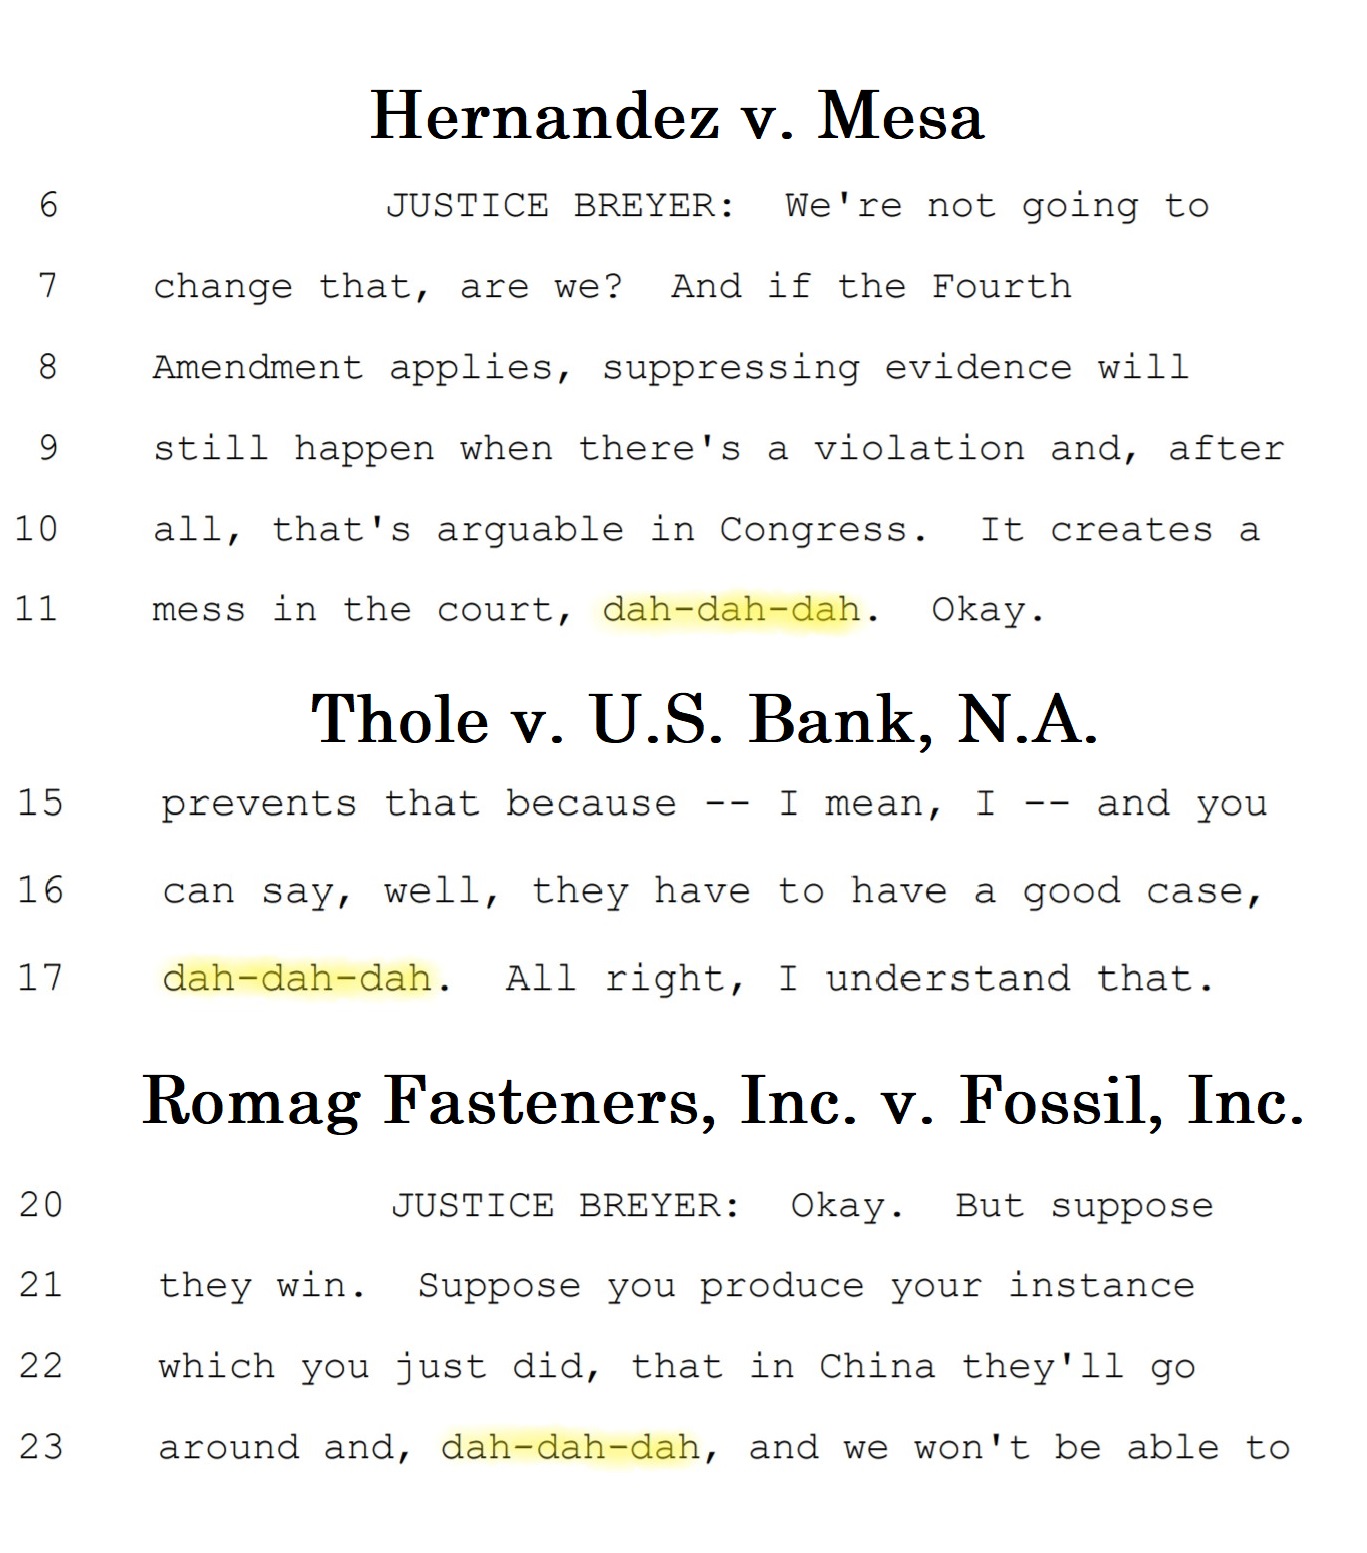 Hernandez v. Mesa
6 JUSTICE BREYER: We're not going to
7 change that, are we? And if the Fourth
8 Amendment applies, suppressing evidence will
9 still happen when there's a violation and, after
10 all, that's arguable in Congress. It creates a
11 mess in the court, dah-dah-dah. Okay.
Thole v. U.S. Bank, N.A.
15 prevents that because -- I mean, I -- and you
16 can say, well, they have to have a good case,
17 dah-dah-dah. All right, I understand that.
Romag Fasteners, Inc. v. Fossil, Inc.
20 JUSTICE BREYER: Okay. But suppose
21 they win. Suppose you produce your instance
22 which you just did, that in China they'll go
23 around and, dah-dah-dah, and we won't be able to